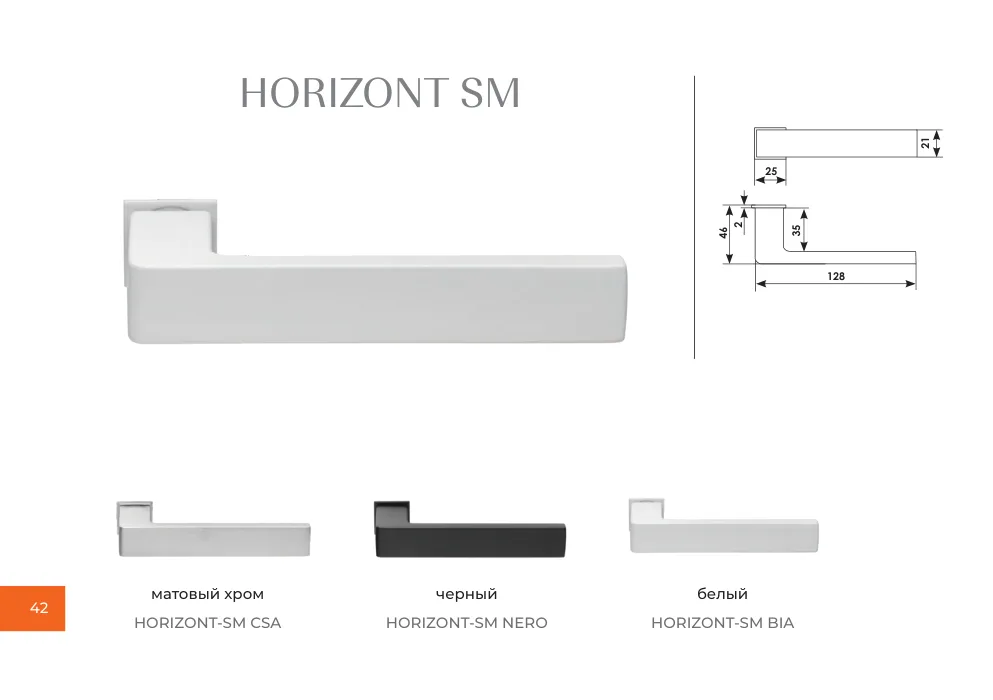 HORIZONT SM
21
25
46
2
35
128
матовый хром
HORIZONT-SM CSA
черный
HORIZONT-SM NERO
белый
HORIZONT-SM BIA
42